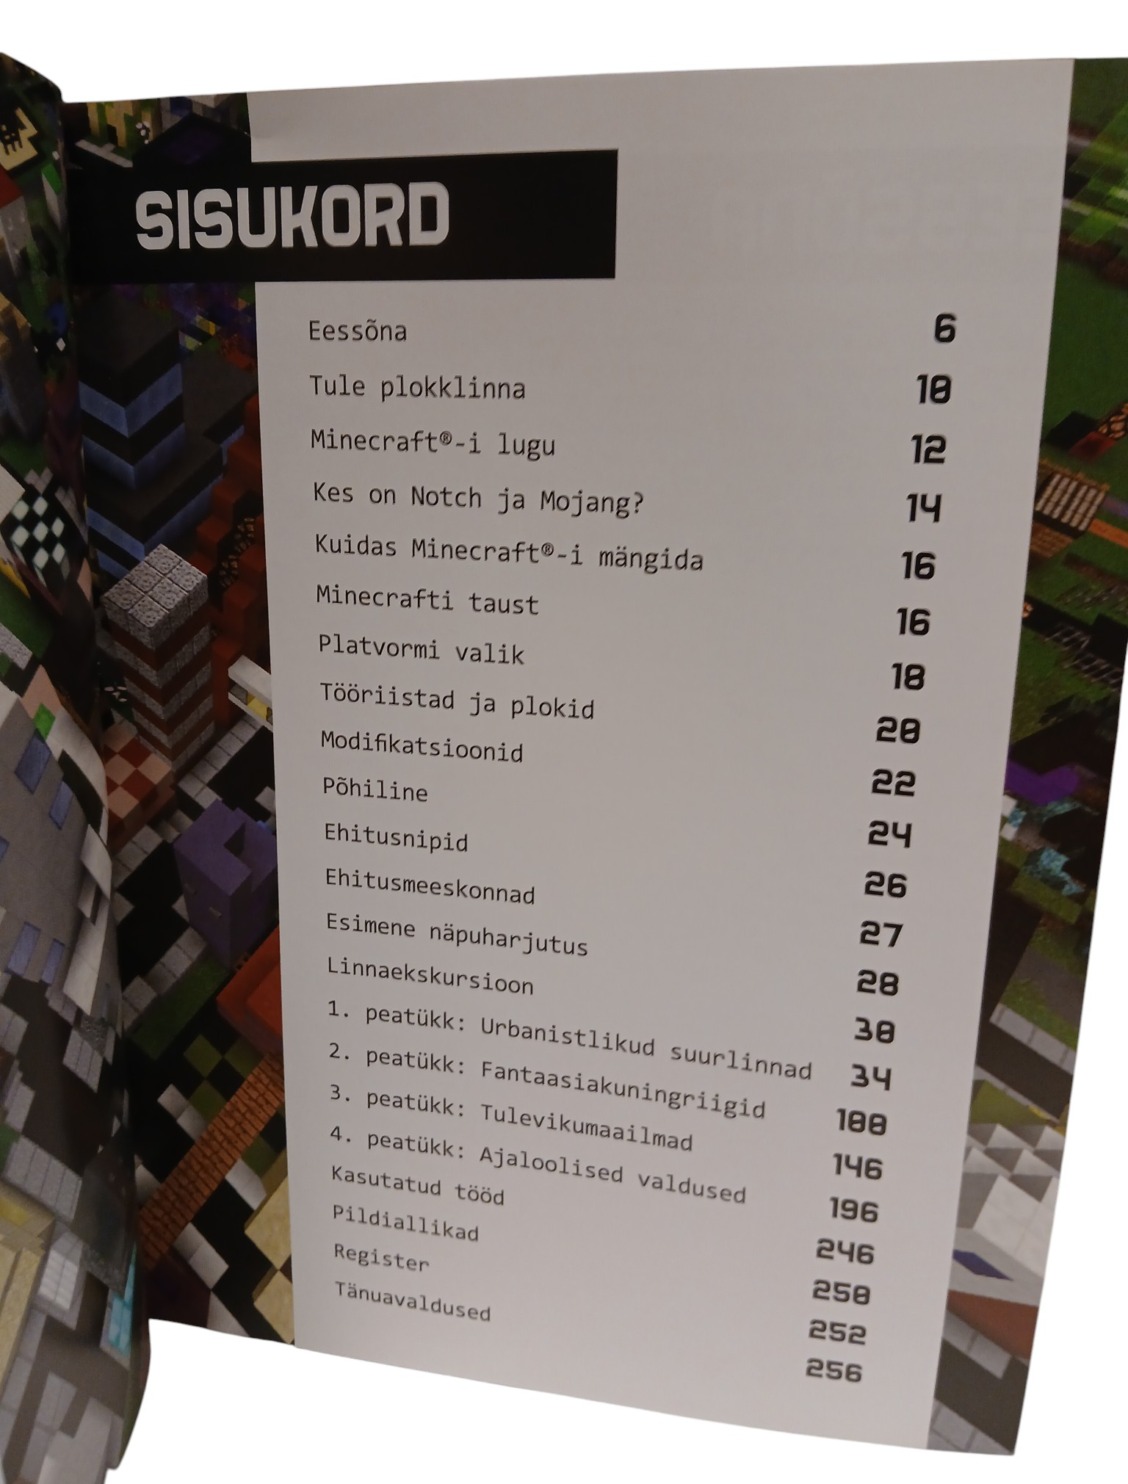 SISUKORD
Eessõna 6
Tule plokklinna 10
Minecraft®-i lugu 12
Kes on Notch ja Mojang? 14
Kuidas Minecraft®-i mängida 16
Minecrafti taust 16
Platvormi valik 18
Tööriistad ja plokid 20
Modifikatsioonid 22
Põhiline 24
Ehitusnipid 26
Ehitusmeeskonnad 27
Esimene näpuharjutus 28
Linnaekskursioon 30
1. peatükk: Urbanistlikud suurlinnad 34
2. peatükk: Fantaasiakuningriigid 100
3. peatükk: Tulevikumaailmad 146
4. peatükk: Ajaloolised valdused 196
Kasutatud tööd 246
Pildiallikad 250
Register 252
Tänuavaldused 256